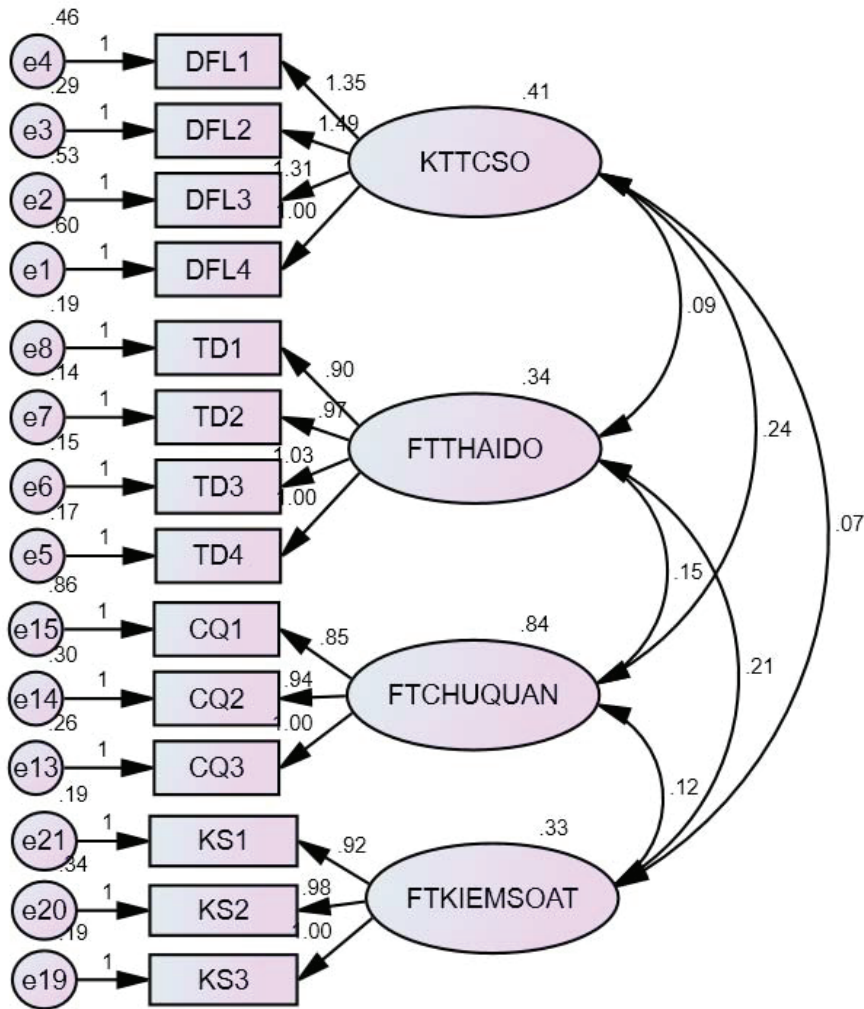 .46
e4 1 DFL1 1.35 .41
.29
e3 1 DFL2 1.49 KTTCSO
.53
e2 1 DFL3 1.31
.60 1.00
e1 1 DFL4
.19 .09
e8 1 TD1 .90 .34
.14
e7 1 TD2 .97 FTTHAIDO .24
.15
e6 1 TD3 1.03
.17 1.00 .07
e5 1 TD4 .15
.86
e15 1 CQ1 .85 .84
.30 .21
e14 1 CQ2 .94 FTCHUQUAN
.26 1.00
e13 1 CQ3 .12
.19
e21 1 KS1 .92 .33
.34
e20 1 KS2 .98 FTKIEMSOAT
.19 1.00
e19 1 KS3